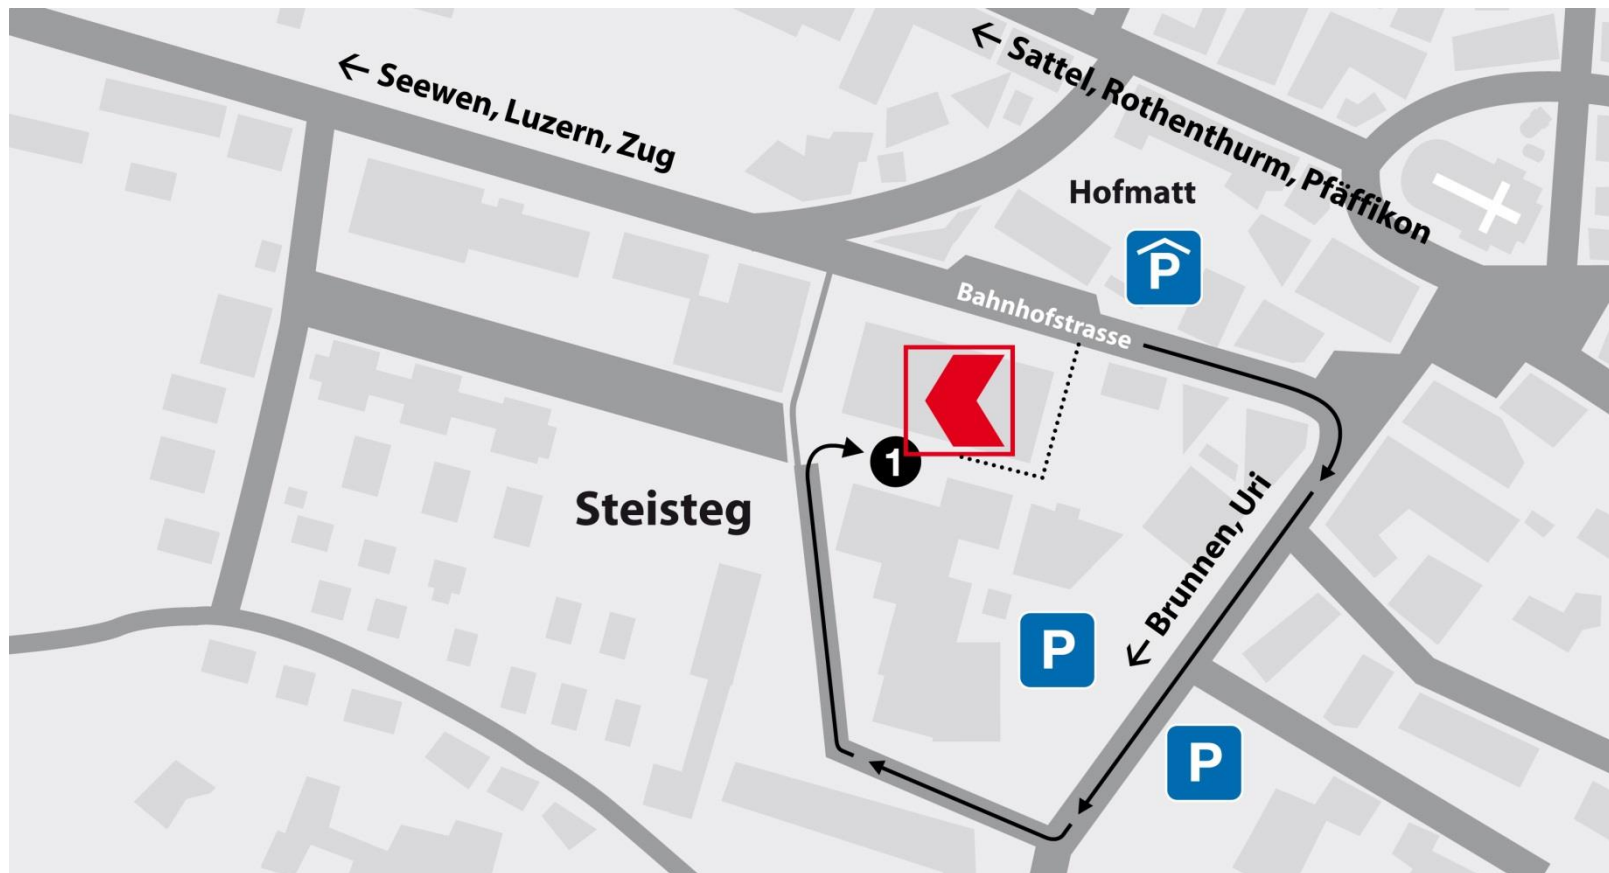 ← Sattel, Rothenthurm, Pfäffikon
← Seewen, Luzern, Zug
Hofmatt
P
Bahnhofstrasse
1
Steisteg
← Brunnen, Uri
P
P